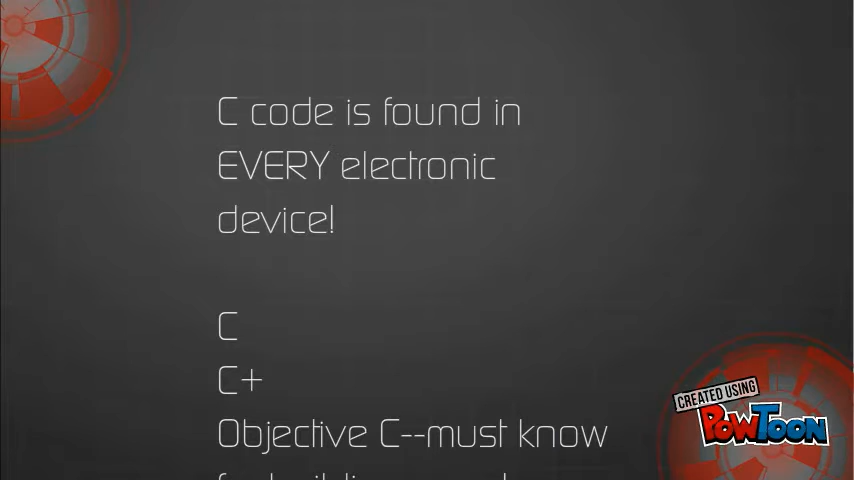 C code is found in
EVERY electronic
device!
C
C+
Objective C--must know
CREATED USING
POWTOON